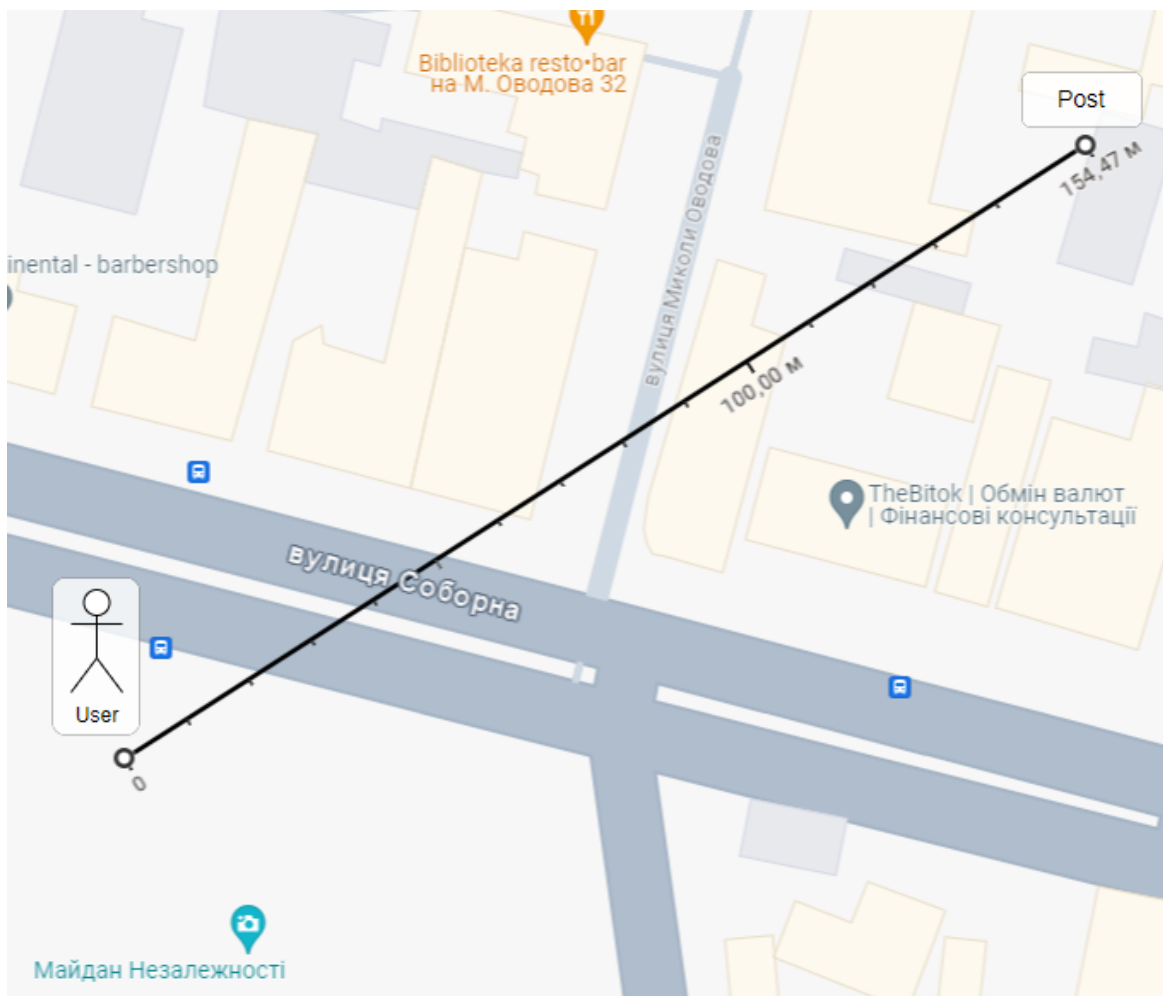 Biblioteka resto•bar
на М. Оводова 32
Post
154,47 м
вулиця Миколи Оводова
inental - barbershop
100,00 м
TheBitok | Обмін валют
| Фінансові консультації
вулиця Соборна
User
0
Майдан Незалежності